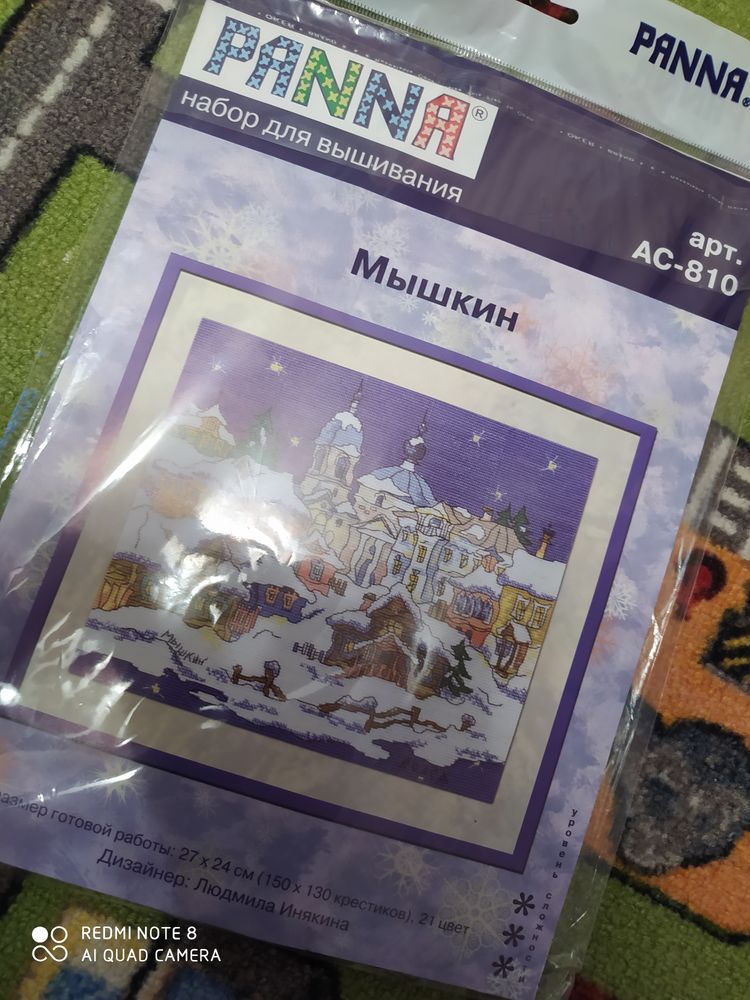 PANNA®
PANNA®
набор для вышивания
арт.
АС-810
Мышкин
Мышкин
размер готовой работы: 27 х 24 см (150 х 130 крестиков), 21 цвет
Дизайнер: Людмила Инякина
уровень сложности
REDMI NOTE 8
AI QUAD CAMERA